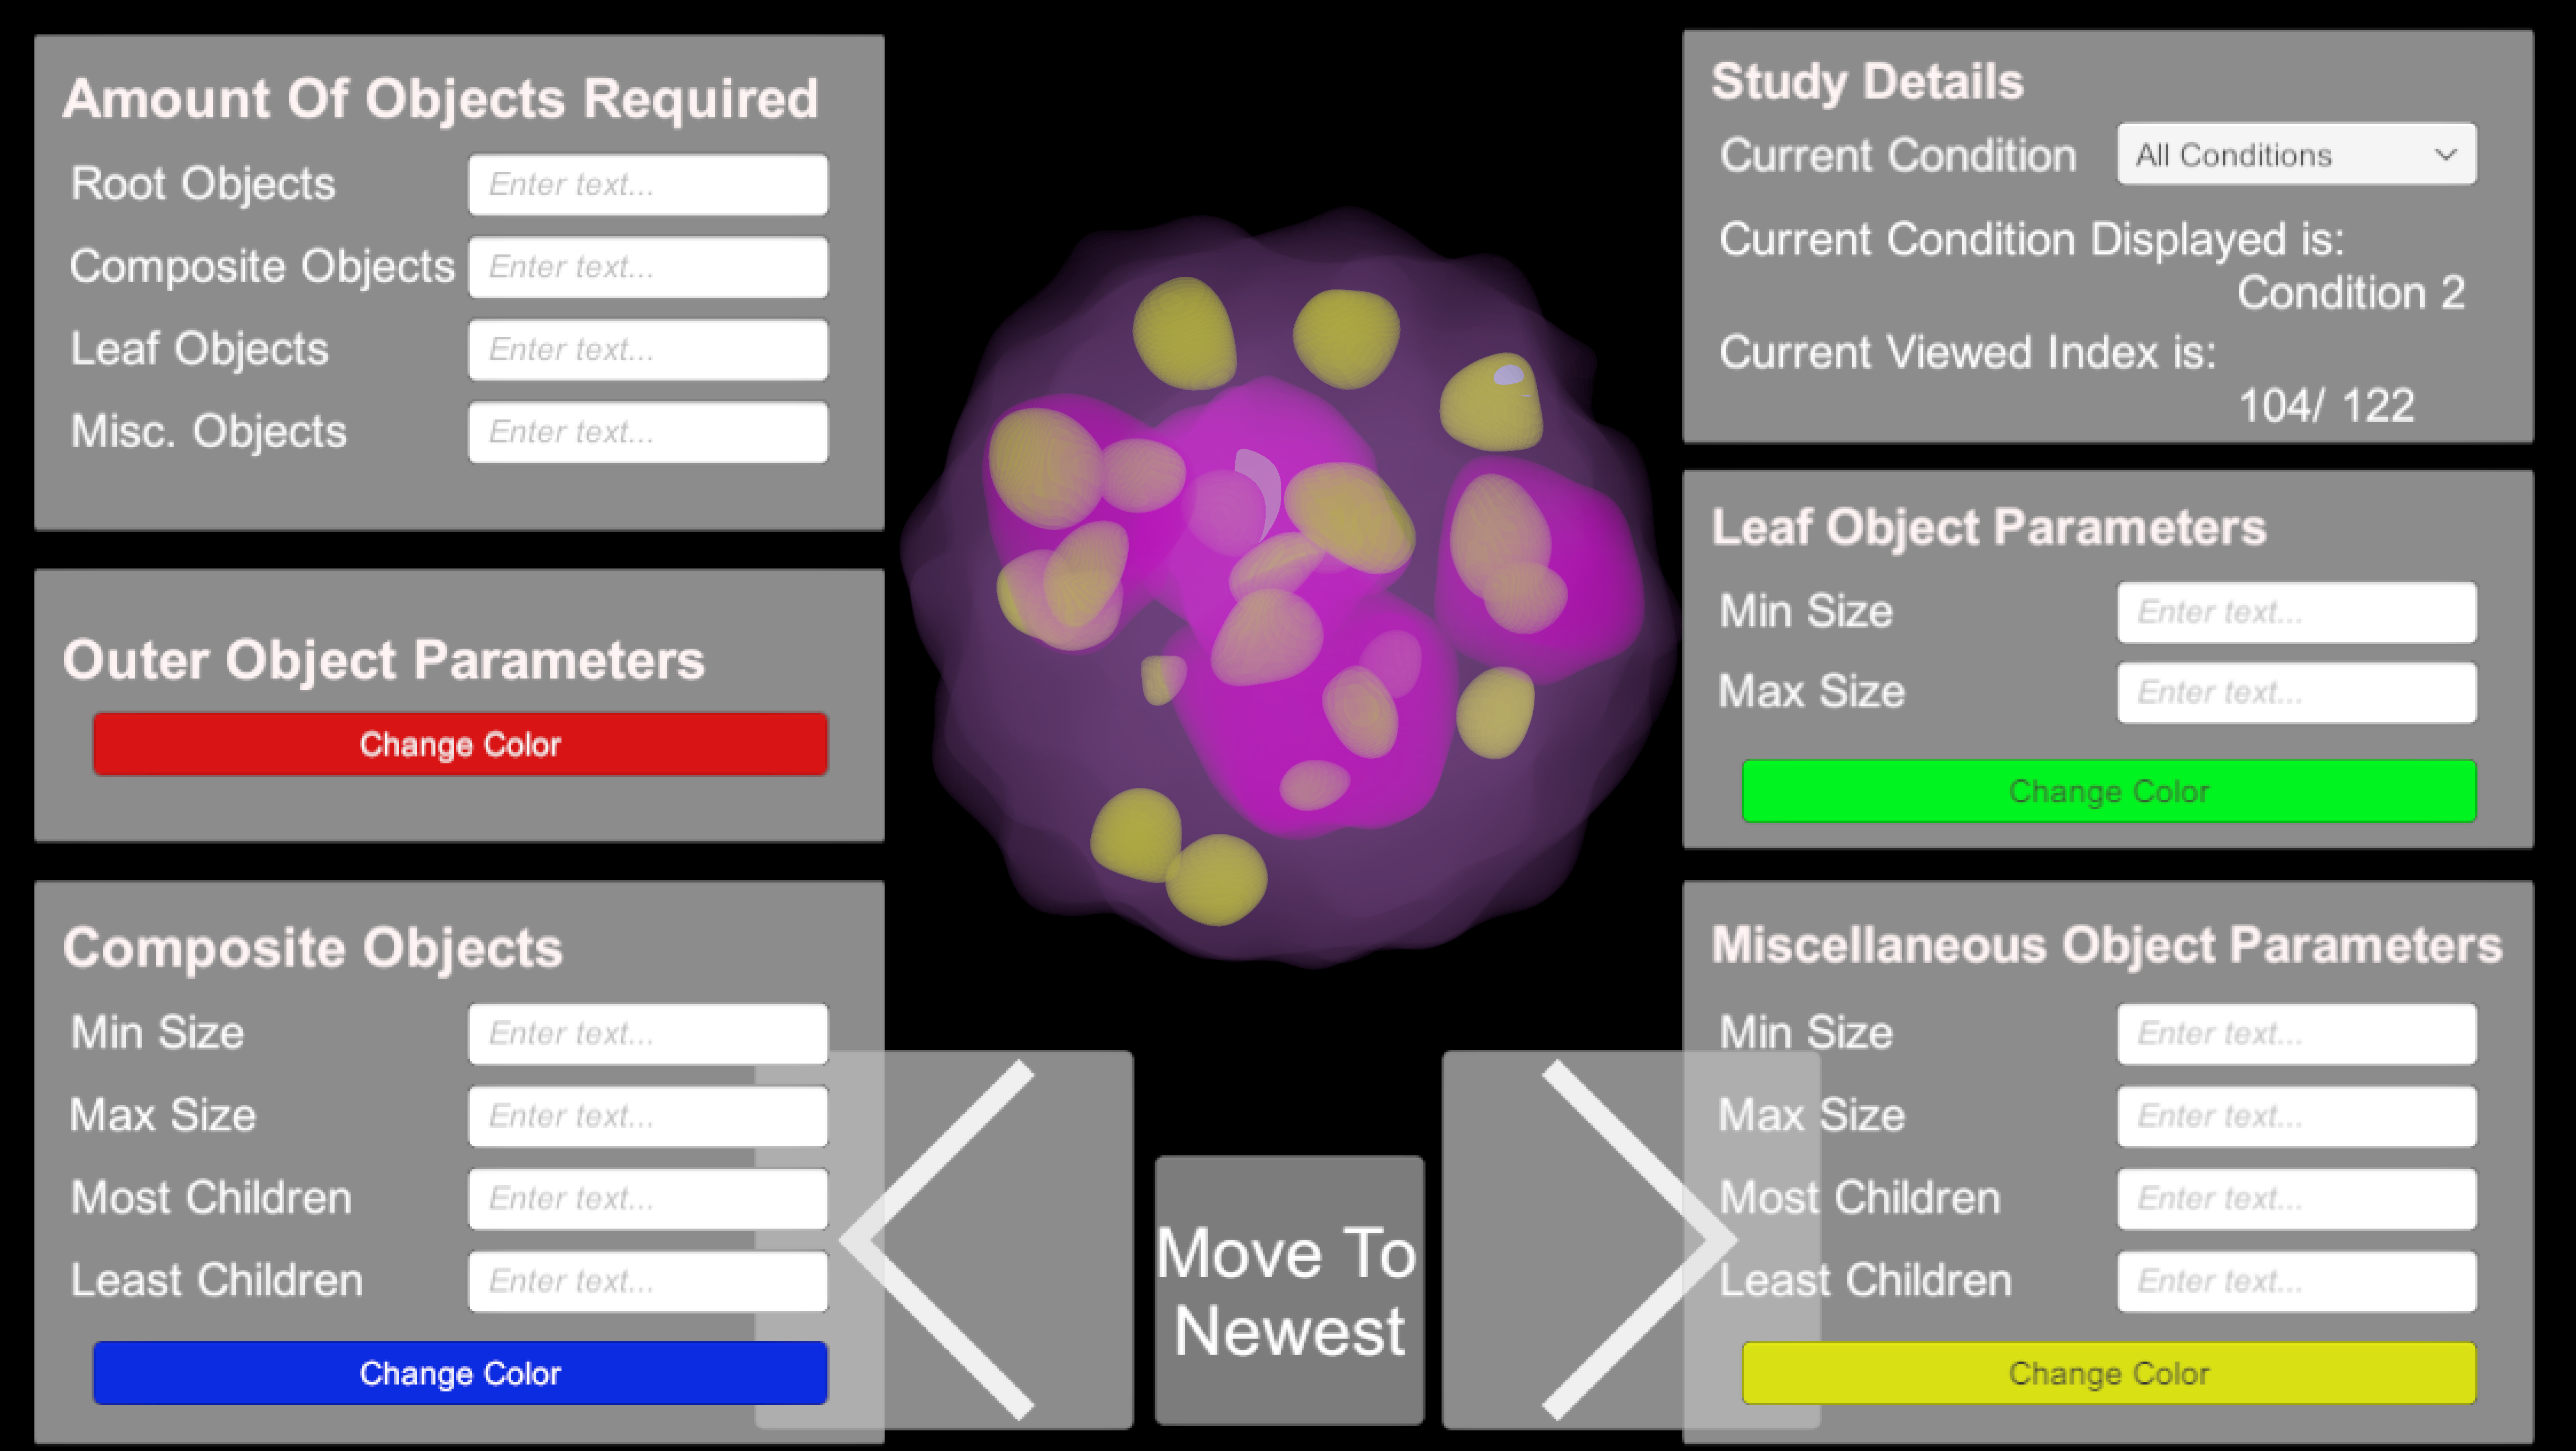 Amount Of Objects Required
Root Objects
Enter text...
Composite Objects
Enter text...
Leaf Objects
Enter text...
Misc. Objects
Enter text...
Outer Object Parameters
Change Color
Composite Objects
Min Size
Enter text...
Max Size
Enter text...
Most Children
Enter text...
Least Children
Enter text...
Change Color
Move To
Newest
Study Details
Current Condition
All Conditions
Current Condition Displayed is:
Condition 2
Current Viewed Index is:
104/ 122
Leaf Object Parameters
Min Size
Enter text...
Max Size
Enter text...
Change Color
Miscellaneous Object Parameters
Min Size
Enter text...
Max Size
Enter text...
Most Children
Enter text...
Least Children
Enter text...
Change Color